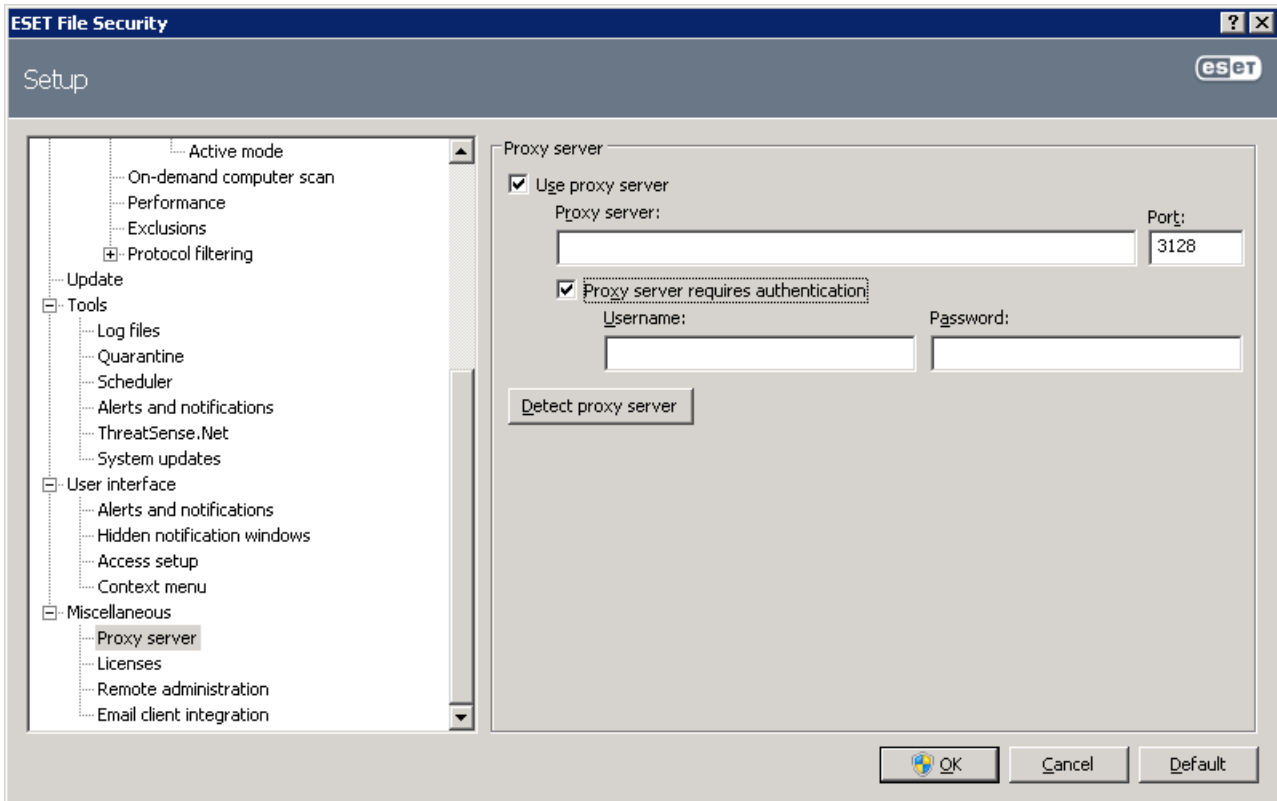 ESET File Security
Setup
eseT
Active mode
On-demand computer scan
Performance
Exclusions
Protocol filtering
Update
Tools
Log files
Quarantine
Scheduler
Alerts and notifications
ThreatSense.Net
System updates
User interface
Alerts and notifications
Hidden notification windows
Access setup
Context menu
Miscellaneous
Proxy server
Licenses
Remote administration
Email client integration
Proxy server
Use proxy server
Proxy server:
Port:
3128
Proxy server requires authentication
Username:
Password:
Detect proxy server
OK
Cancel
Default